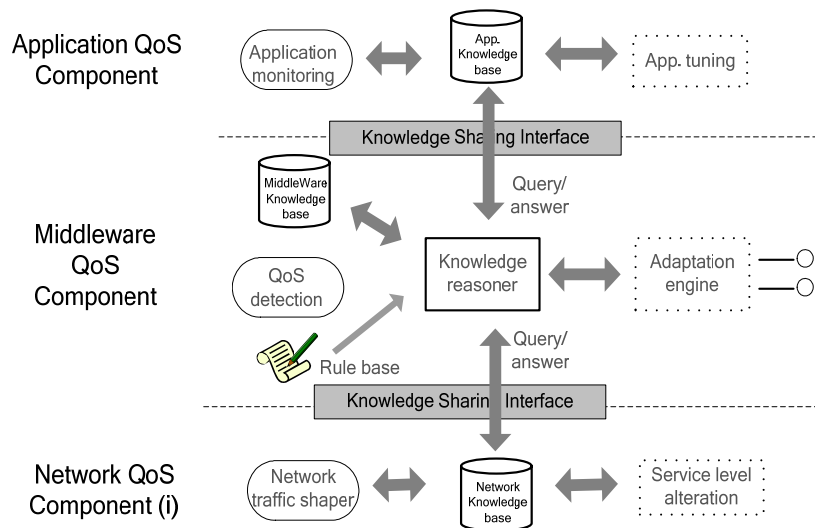 Application QoS
Component
Application
monitoring
App.
Knowledge
base
App. tuning
Knowledge Sharing Interface
MiddleWare
Knowledge
base
Query/
answer
Middleware
QoS
Component
QoS
detection
Knowledge
reasoner
Adaptation
engine
Rule base
Query/
answer
Knowledge Sharing Interface
Network QoS
Component (i)
Network
traffic shaper
Network
Knowledge
base
Service level
alteration